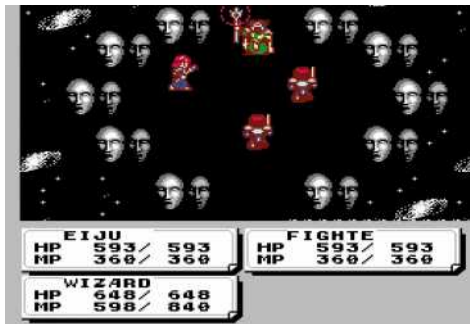 EIJU
HP 593/ 593
MP 360/ 360
FIGHTE
HP 593/ 593
MP 360/ 360
WIZARD
HP 648/ 648
MP 598/ 840